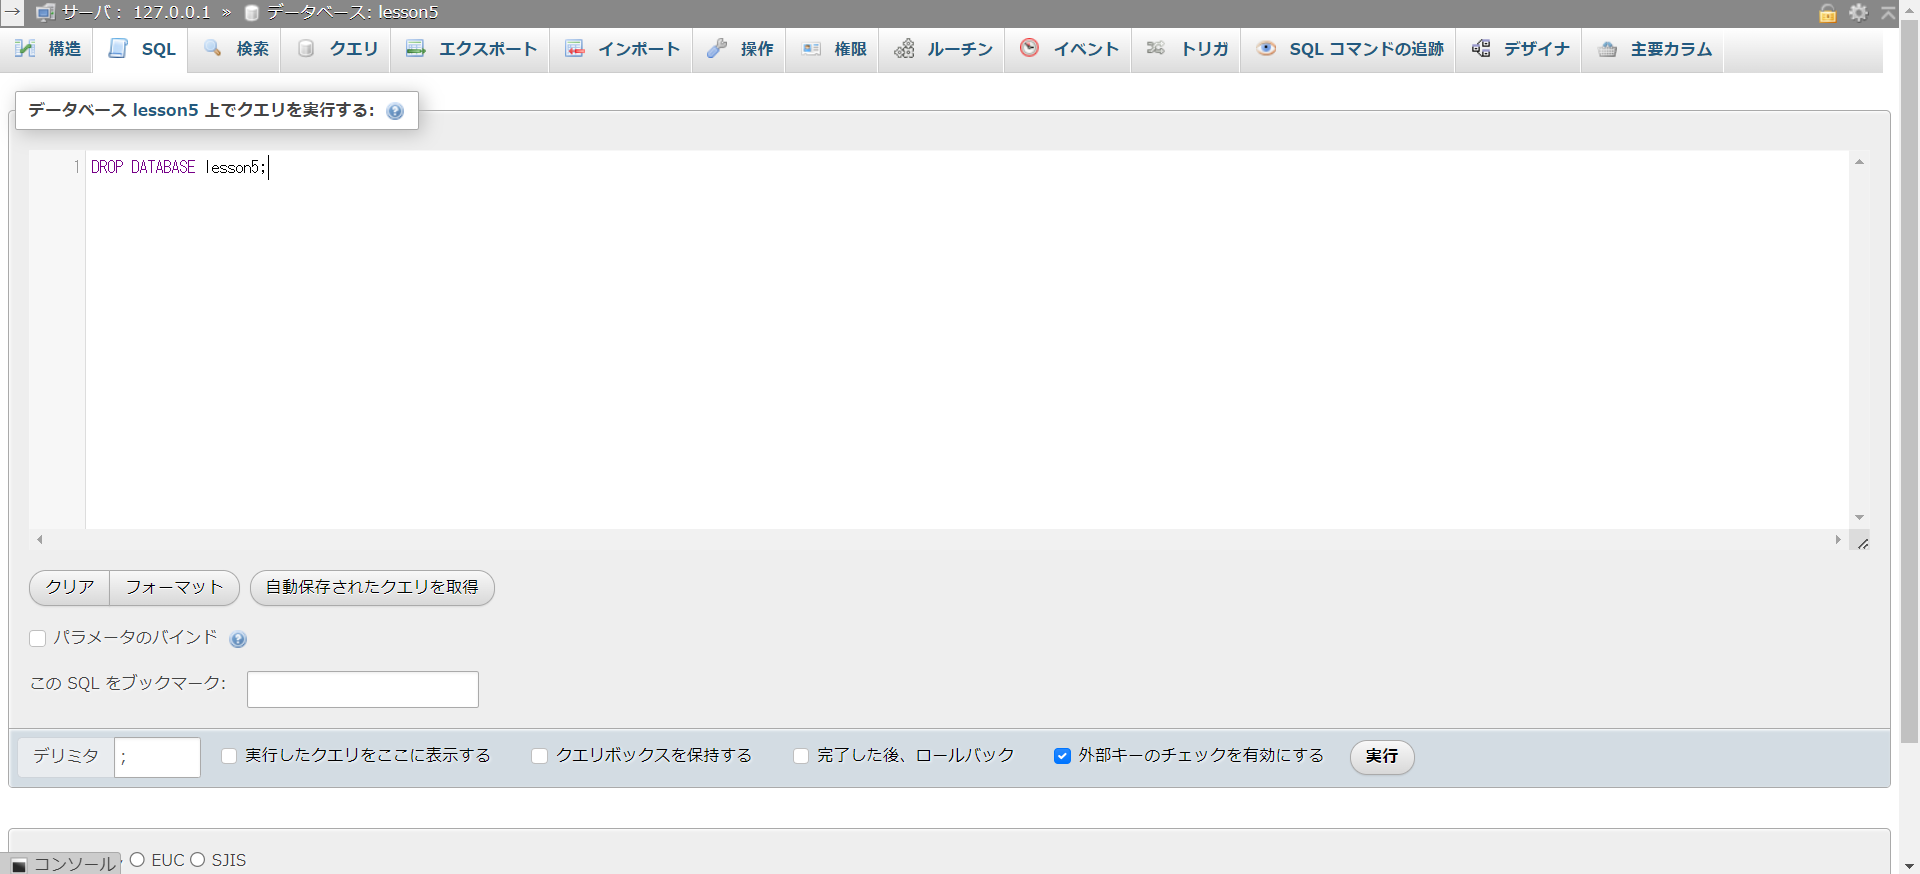 → サーバ: 127.0.0.1 » データベース: lesson5
構造 SQL 検索 クエリ エクスポート インポート 操作 権限 ルーチン イベント トリガ SQL コマンドの追跡 デザイナ 主要カラム
データベース lesson5 上でクエリを実行する:
1 DROP DATABASE lesson5;
クリア フォーマット 自動保存されたクエリを取得
パラメータのバインド
この SQL をブックマーク:
デリミタ ; 実行したクエリをここに表示する クエリボックスを保持する 完了した後、ロールバック 外部キーのチェックを有効にする 実行
コンソール EUC SJIS